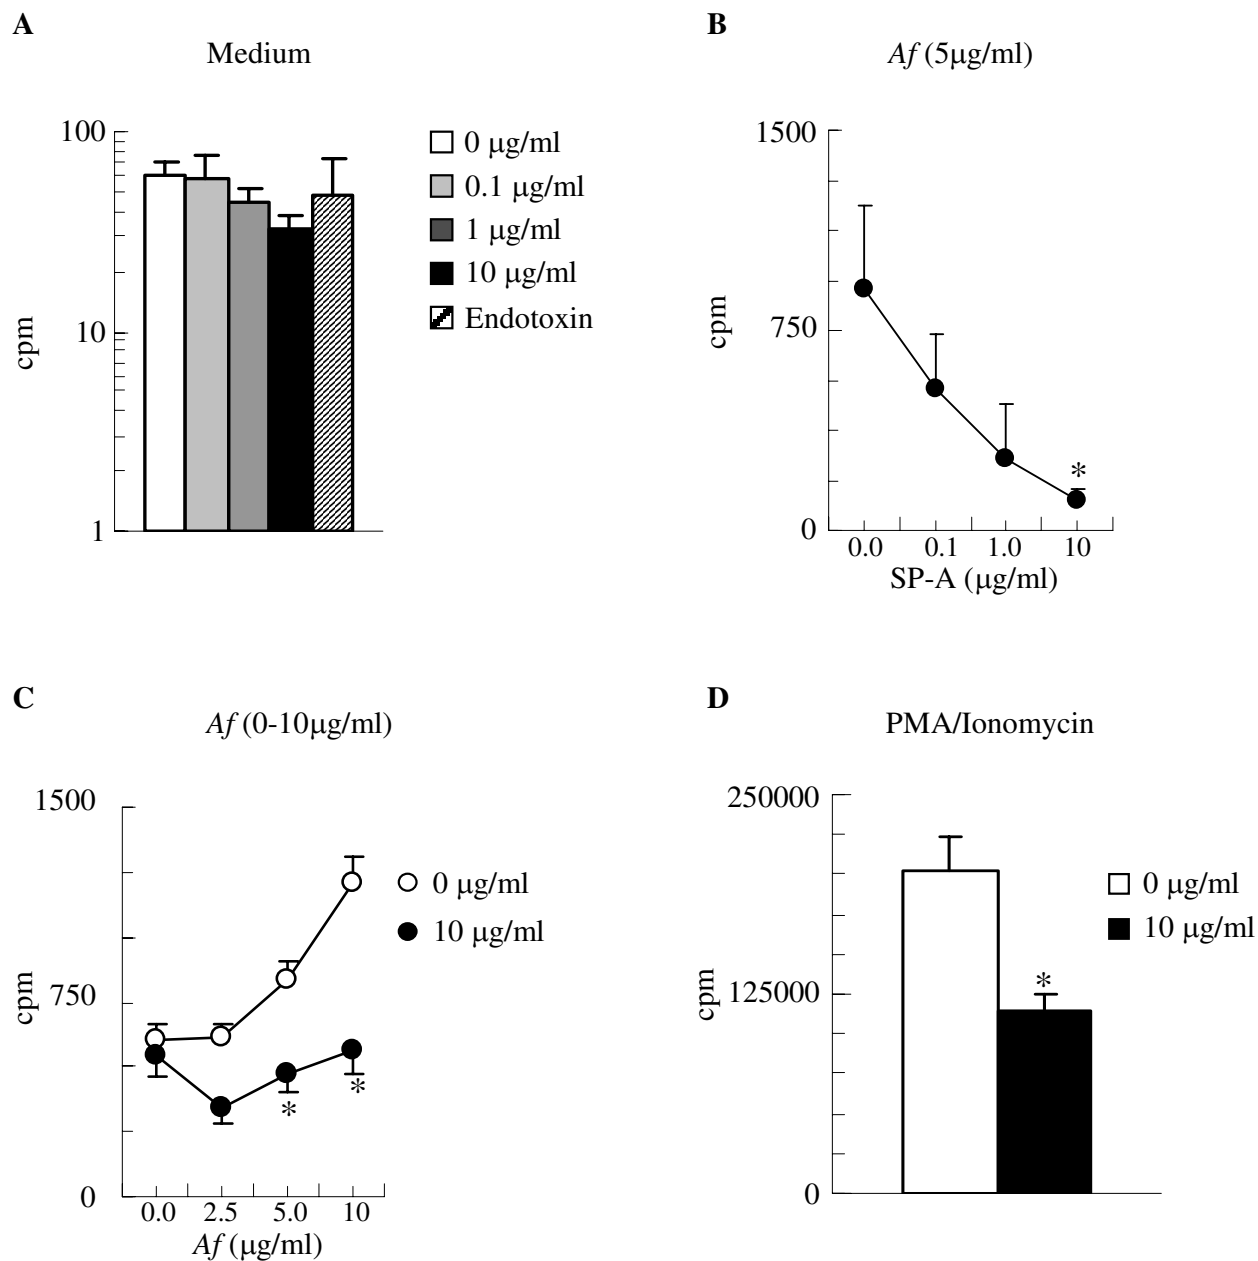 A
Medium
100
10
1
cpm
0 μg/ml
0.1 μg/ml
1 μg/ml
10 μg/ml
Endotoxin
B
Af (5μg/ml)
1500
750
0
cpm
*
0.0 0.1 1.0 10
SP-A (μg/ml)
C
Af (0-10μg/ml)
1500
750
0
cpm
0 μg/ml
10 μg/ml
* *
0.0 2.5 5.0 10
Af (μg/ml)
D
PMA/Ionomycin
250000
125000
0
cpm
*
0 μg/ml
10 μg/ml